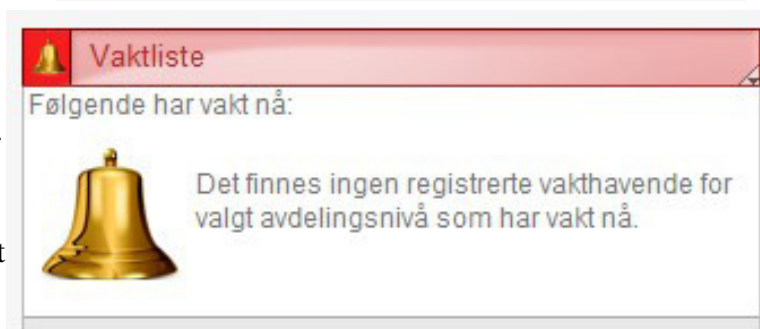 Vaktliste
Følgende har vakt nå:
Det finnes ingen registrerte vakthavende for
valgt avdelingsnivå som har vakt nå.
t